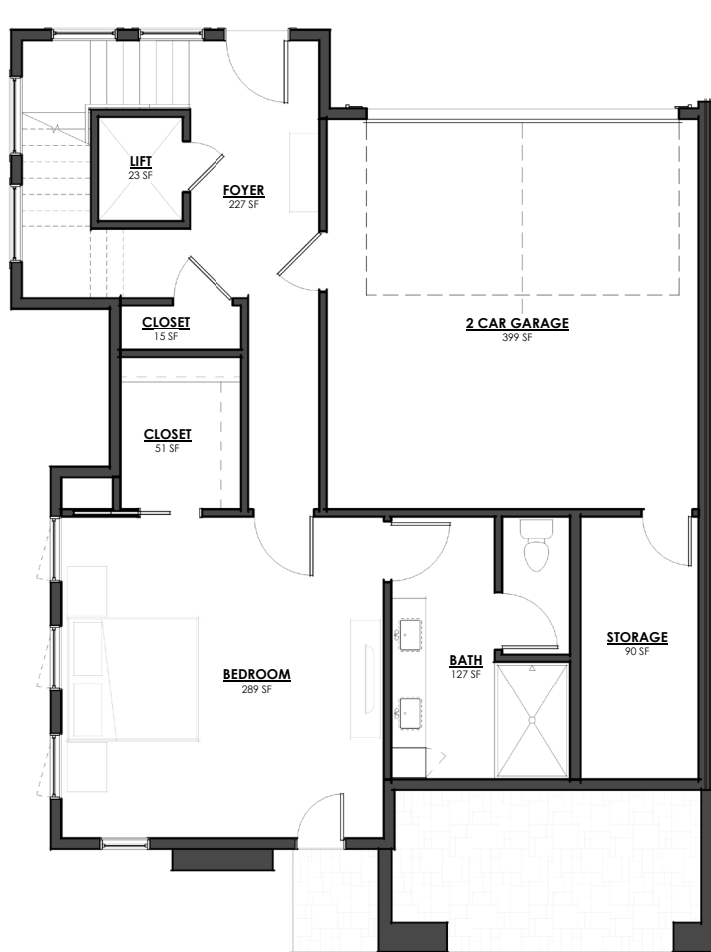 LIFT
23 SF
FOYER
227 SF
CLOSET
15 SF
2 CAR GARAGE
399 SF
CLOSET
51 SF
STORAGE
90 SF
BATH
127 SF
BEDROOM
289 SF